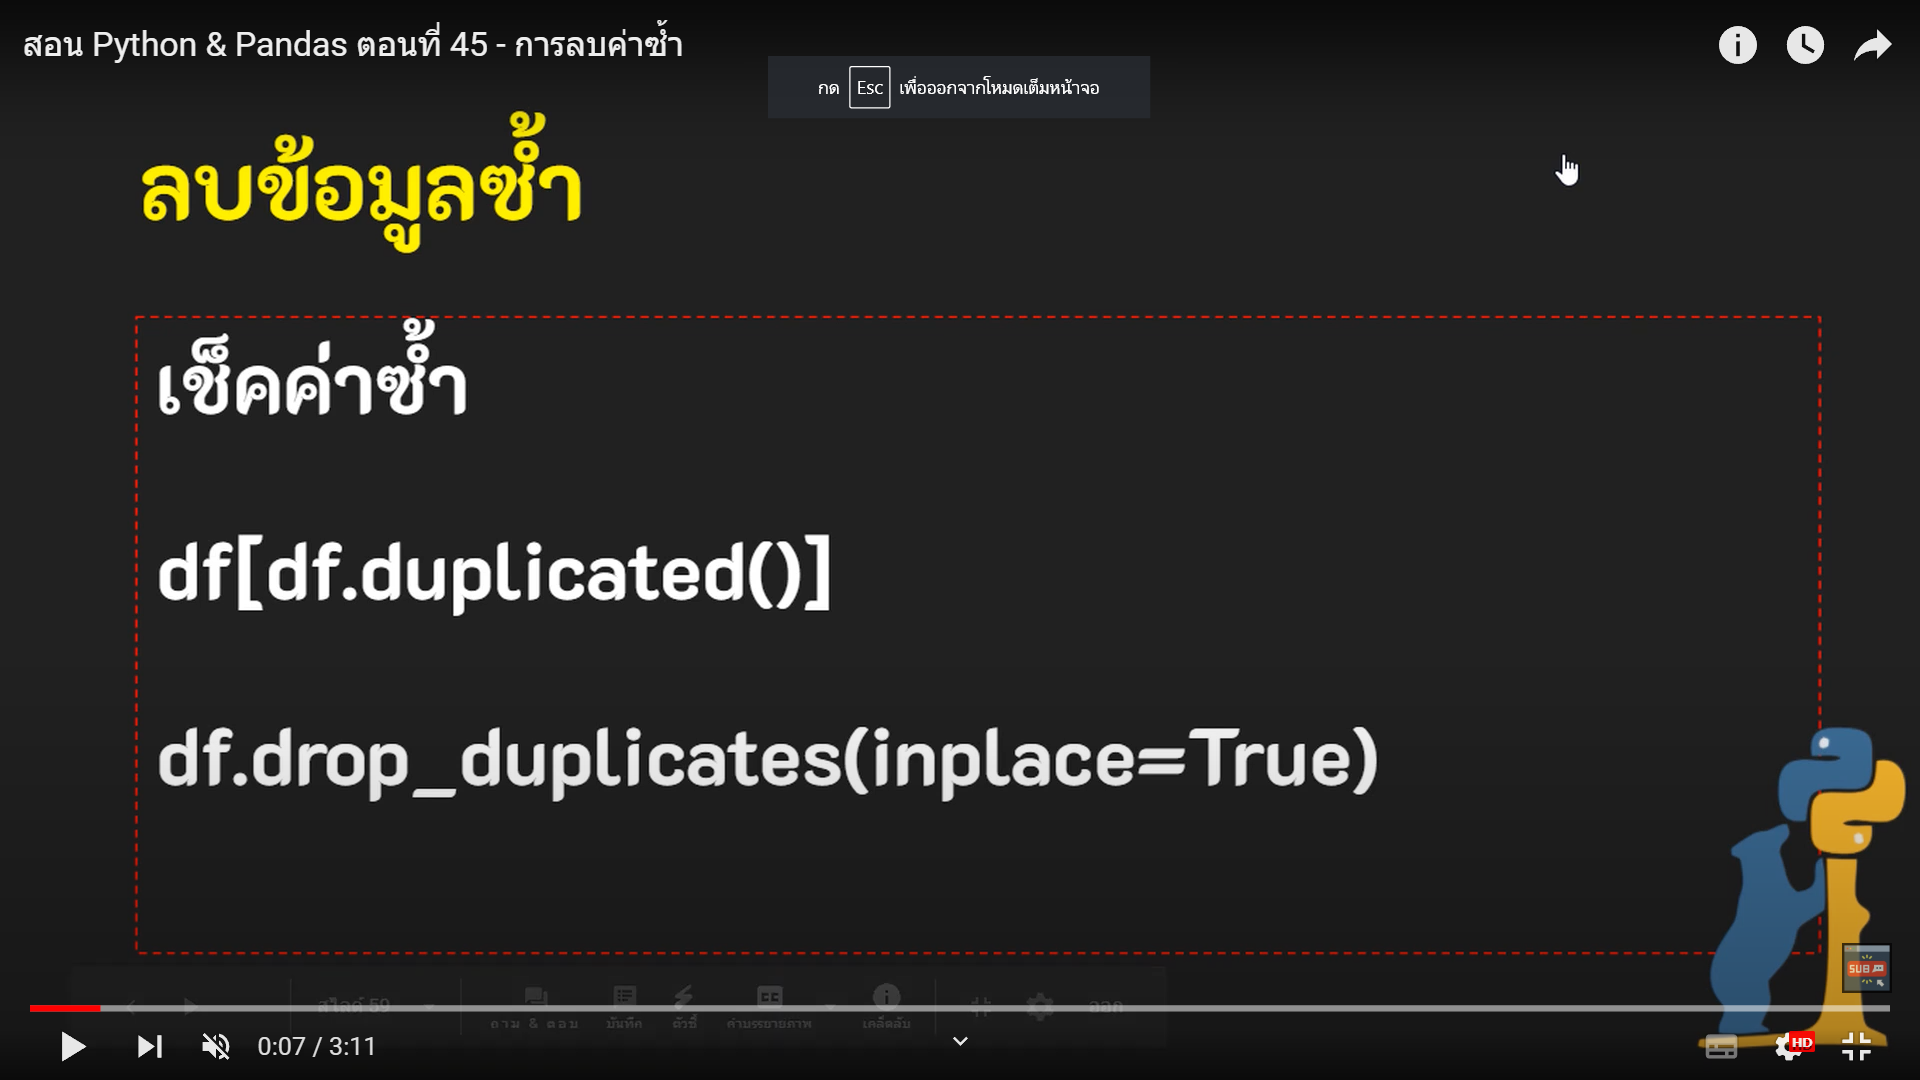 สอน Python & Pandas ตอนที่ 45 - การลบค่าซ้ำ
กด Esc เพื่อออกจากโหมดเต็มหน้าจอ
ลบข้อมูลซ้ำ
เช็คค่าซ้ำ
df[df.duplicated()]
df.drop_duplicates(inplace=True)
SUB
สไลด์ 59
ถาม & ตอบ
บันทึก
ตัวชี้
คำบรรยายภาพ
เคล็ดลับ
ออก
0:07 / 3:11
HD